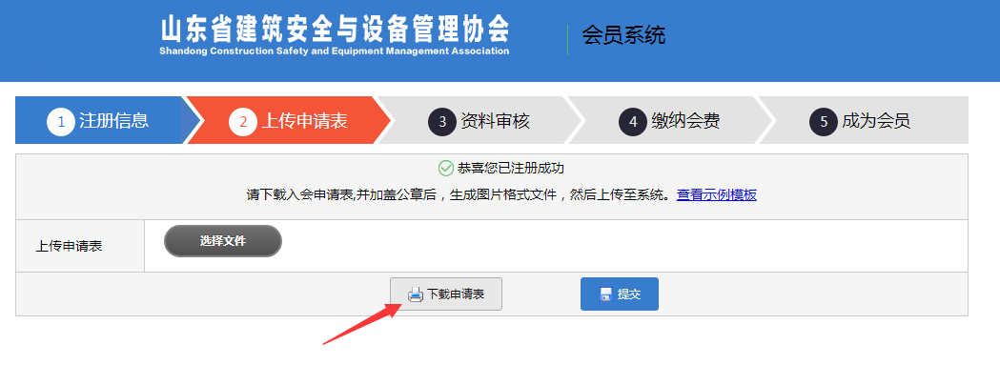 山东省建筑安全与设备管理协会
Shandong Construction Safety and Equipment Management Association
会员系统
1 注册信息
2 上传申请表
3 资料审核
4 缴纳会费
5 成为会员
恭喜您已注册成功
请下载入会申请表,并加盖公章后，生成图片格式文件，然后上传至系统。查看示例模板
上传申请表
选择文件
下载申请表
提交